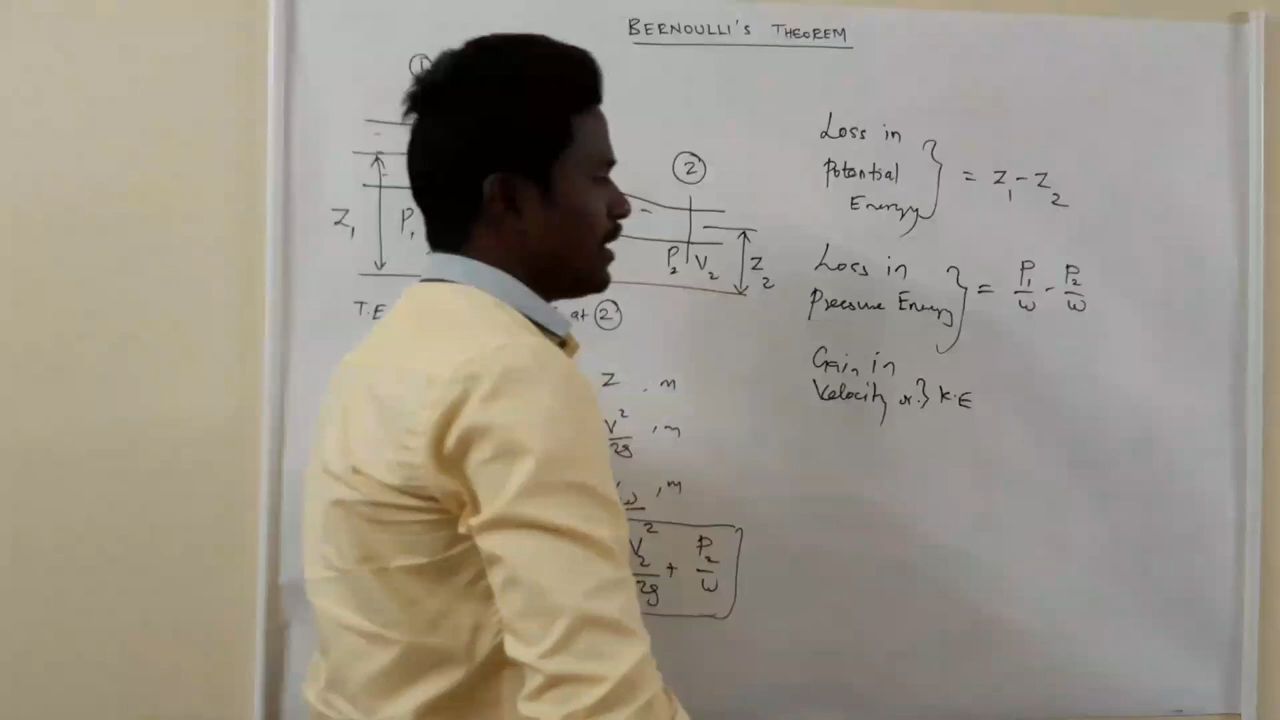 BERNOULLI'S THEOREM
1
Z₁
P₁
2
P₂ V₂
Z₂
T.E
at 2
Z , m
V²/2g , m
ω , m
V₂²/2g + P₂/ω
Loss in
Potential
Energy } = Z₁ - Z₂
Loss in
Pressure Energy } = P₁/ω - P₂/ω
Gain in
Velocity or } K.E